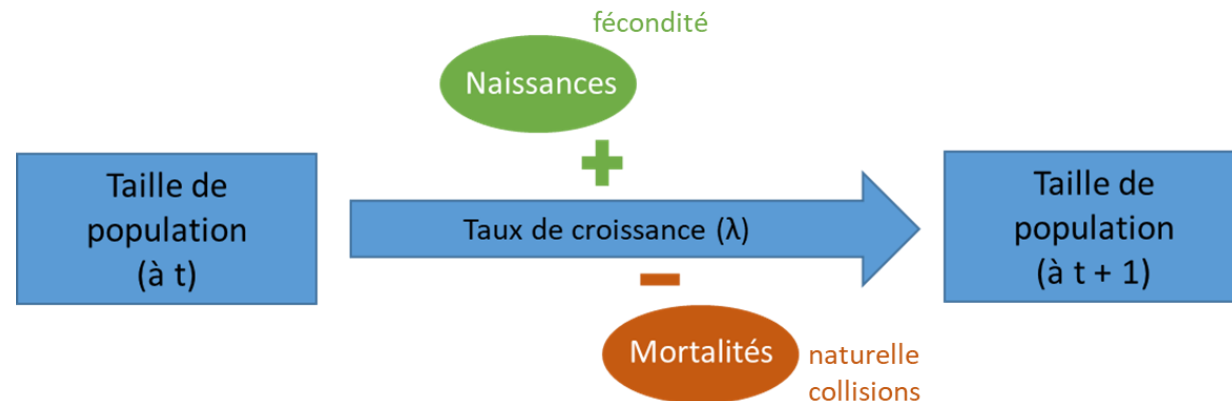 fécondité
Naissances
Taille de
population
(à t)
Taux de croissance (λ)
Taille de
population
(à t + 1)
Mortalités
naturelle
collisions